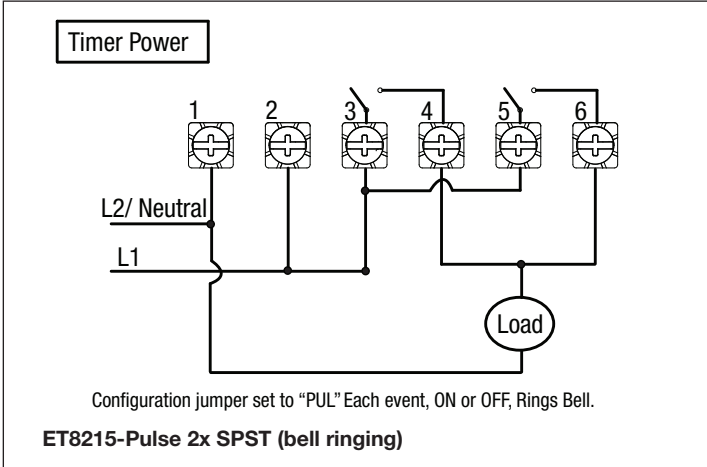 Timer Power
1 2 3 4 5 6
L2/ Neutral
L1
Load
Configuration jumper set to “PUL” Each event, ON or OFF, Rings Bell.
ET8215-Pulse 2x SPST (bell ringing)